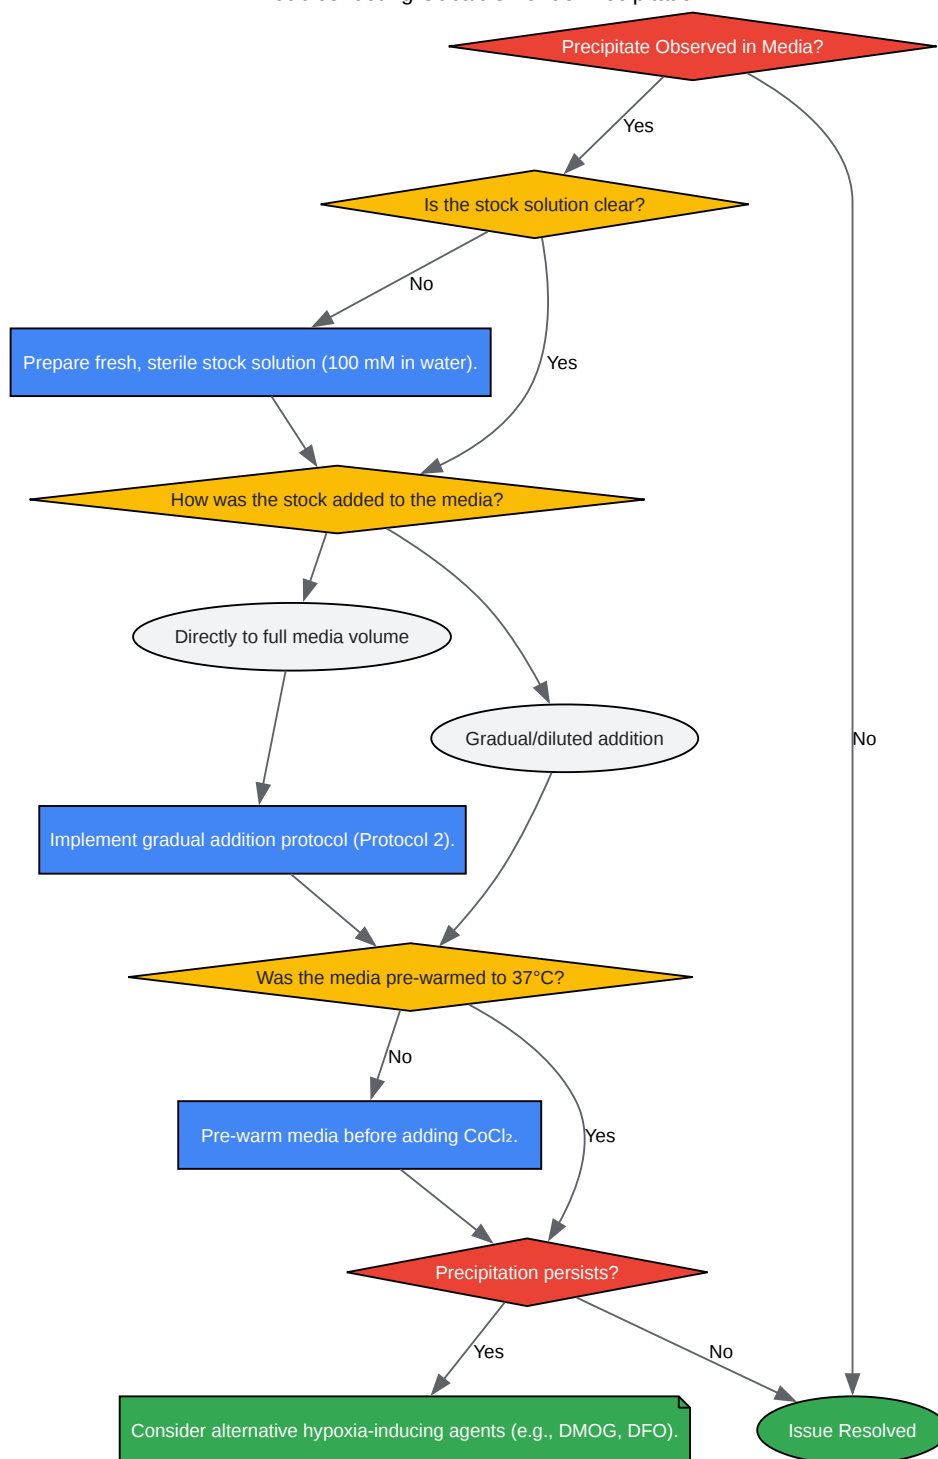 Precipitate Observed in Media?
Yes
Is the stock solution clear?
No
Prepare fresh, sterile stock solution (100 mM in water).
Yes
How was the stock added to the media?
Directly to full media volume
Gradual/diluted addition
No
Implement gradual addition protocol (Protocol 2).
Was the media pre-warmed to 37°C?
No
Pre-warm media before adding CoCl₂.
Yes
Precipitation persists?
Yes
No
Consider alternative hypoxia-inducing agents (e.g., DMOG, DFO).
Issue Resolved